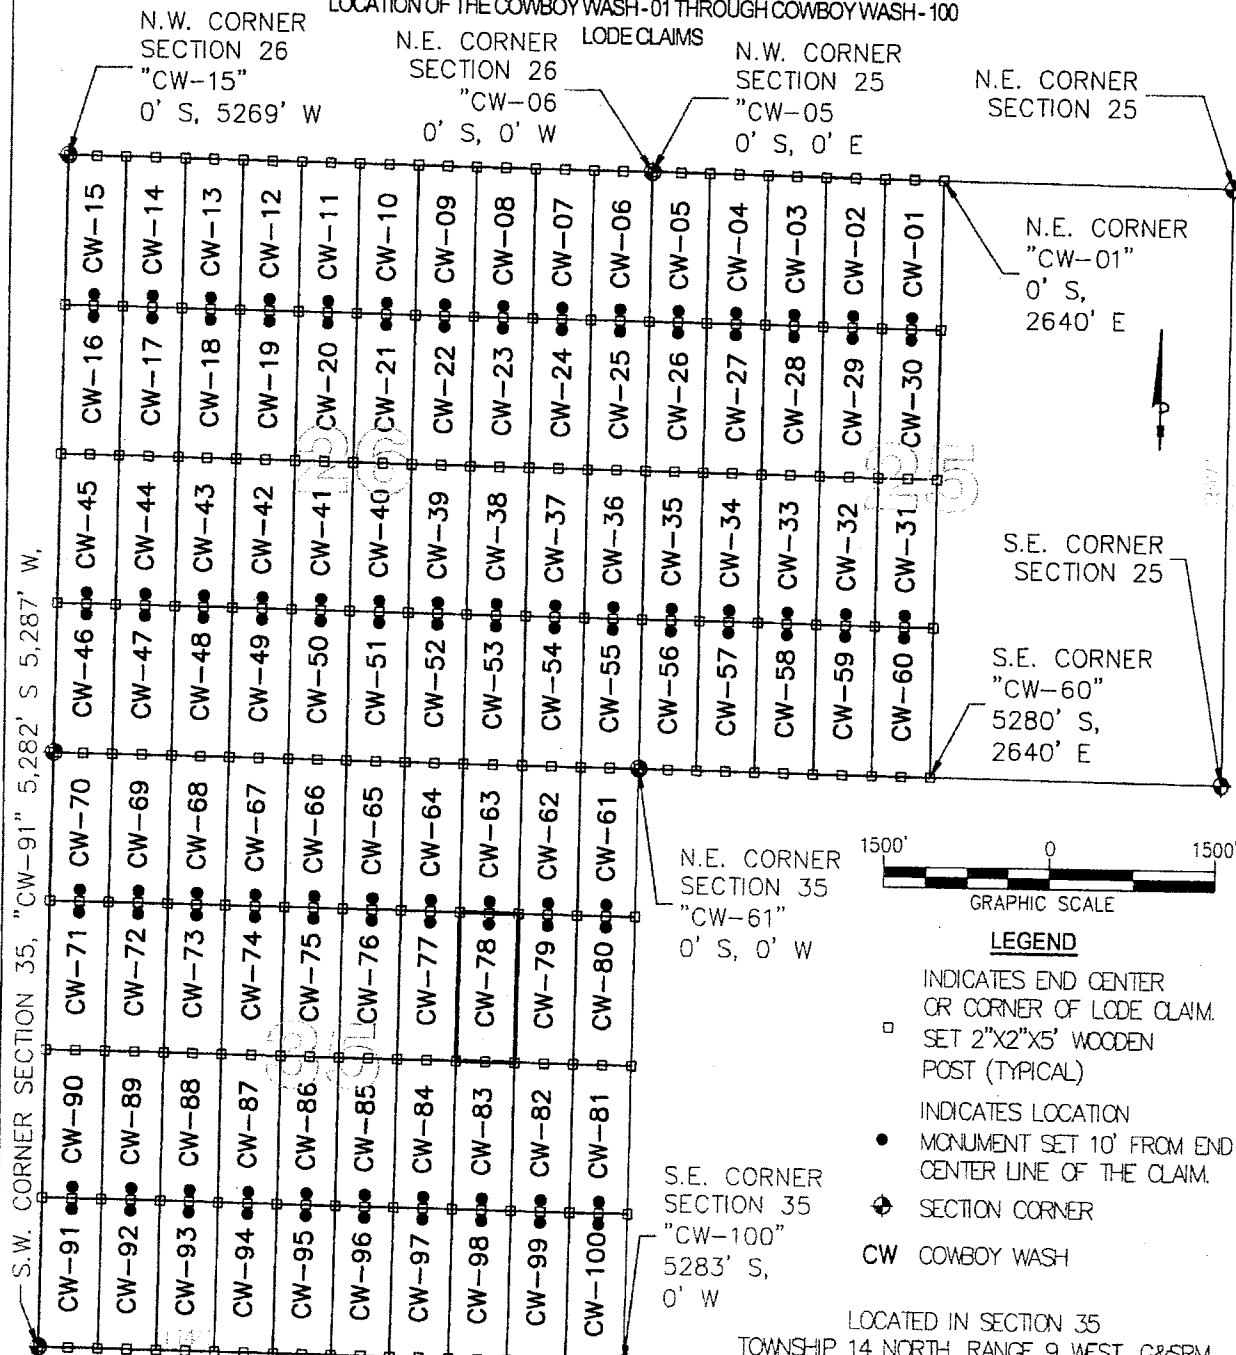 LOCATION OF THE COWBOY WASH-01 THROUGH COWBOY WASH-100
LODE CLAIMS
N.W. CORNER
SECTION 26
"CW-15"
0' S, 5269' W
N.E. CORNER
SECTION 26
"CW-06
0' S, 0' W
N.W. CORNER
SECTION 25
"CW-05
0' S, 0' E
N.E. CORNER
SECTION 25
CW-15 CW-14 CW-13 CW-12 CW-11 CW-10 CW-09 CW-08 CW-07 CW-06 CW-05 CW-04 CW-03 CW-02 CW-01
N.E. CORNER
"CW-01"
0' S,
2640' E
CW-16 CW-17 CW-18 CW-19 CW-20 CW-21 CW-22 CW-23 CW-24 CW-25 CW-26 CW-27 CW-28 CW-29 CW-30
26
25
CW-45 CW-44 CW-43 CW-42 CW-41 CW-40 CW-39 CW-38 CW-37 CW-36 CW-35 CW-34 CW-33 CW-32 CW-31
S.E. CORNER
SECTION 25
CW-46 CW-47 CW-48 CW-49 CW-50 CW-51 CW-52 CW-53 CW-54 CW-55 CW-56 CW-57 CW-58 CW-59 CW-60
S.E. CORNER
"CW-60"
5280' S,
2640' E
CW-70 CW-69 CW-68 CW-67 CW-66 CW-65 CW-64 CW-63 CW-62 CW-61
N.E. CORNER
SECTION 35
"CW-61"
0' S, 0' W
CW-71 CW-72 CW-73 CW-74 CW-75 CW-76 CW-77 CW-78 CW-79 CW-80
35
CW-90 CW-89 CW-88 CW-87 CW-86 CW-85 CW-84 CW-83 CW-82 CW-81
S.E. CORNER
SECTION 35
"CW-100"
5283' S,
0' W
CW-91 CW-92 CW-93 CW-94 CW-95 CW-96 CW-97 CW-98 CW-99 CW-100
S.W. CORNER SECTION 35, "CW-91" 5,282' S 5,287' W,
1500' 0 1500'
GRAPHIC SCALE
LEGEND
INDICATES END CENTER
OR CORNER OF LODE CLAIM.
SET 2"X2"X5' WOODEN
POST (TYPICAL)
INDICATES LOCATION
MONUMENT SET 10' FROM END
CENTER LINE OF THE CLAIM.
SECTION CORNER
CW COWBOY WASH
LOCATED IN SECTION 35
TOWNSHIP 14 NORTH, RANGE 9 WEST, G&SRM